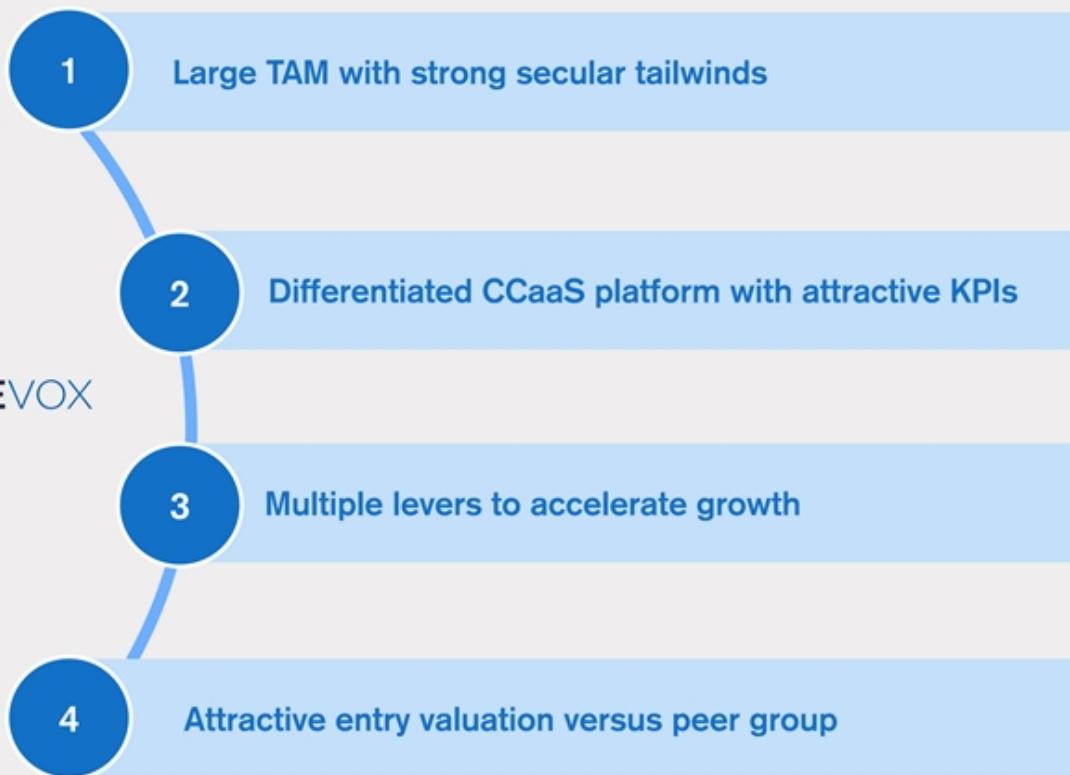 1
Large TAM with strong secular tailwinds
2
Differentiated CCaaS platform with attractive KPIs
EVOX
3
Multiple levers to accelerate growth
4
Attractive entry valuation versus peer group